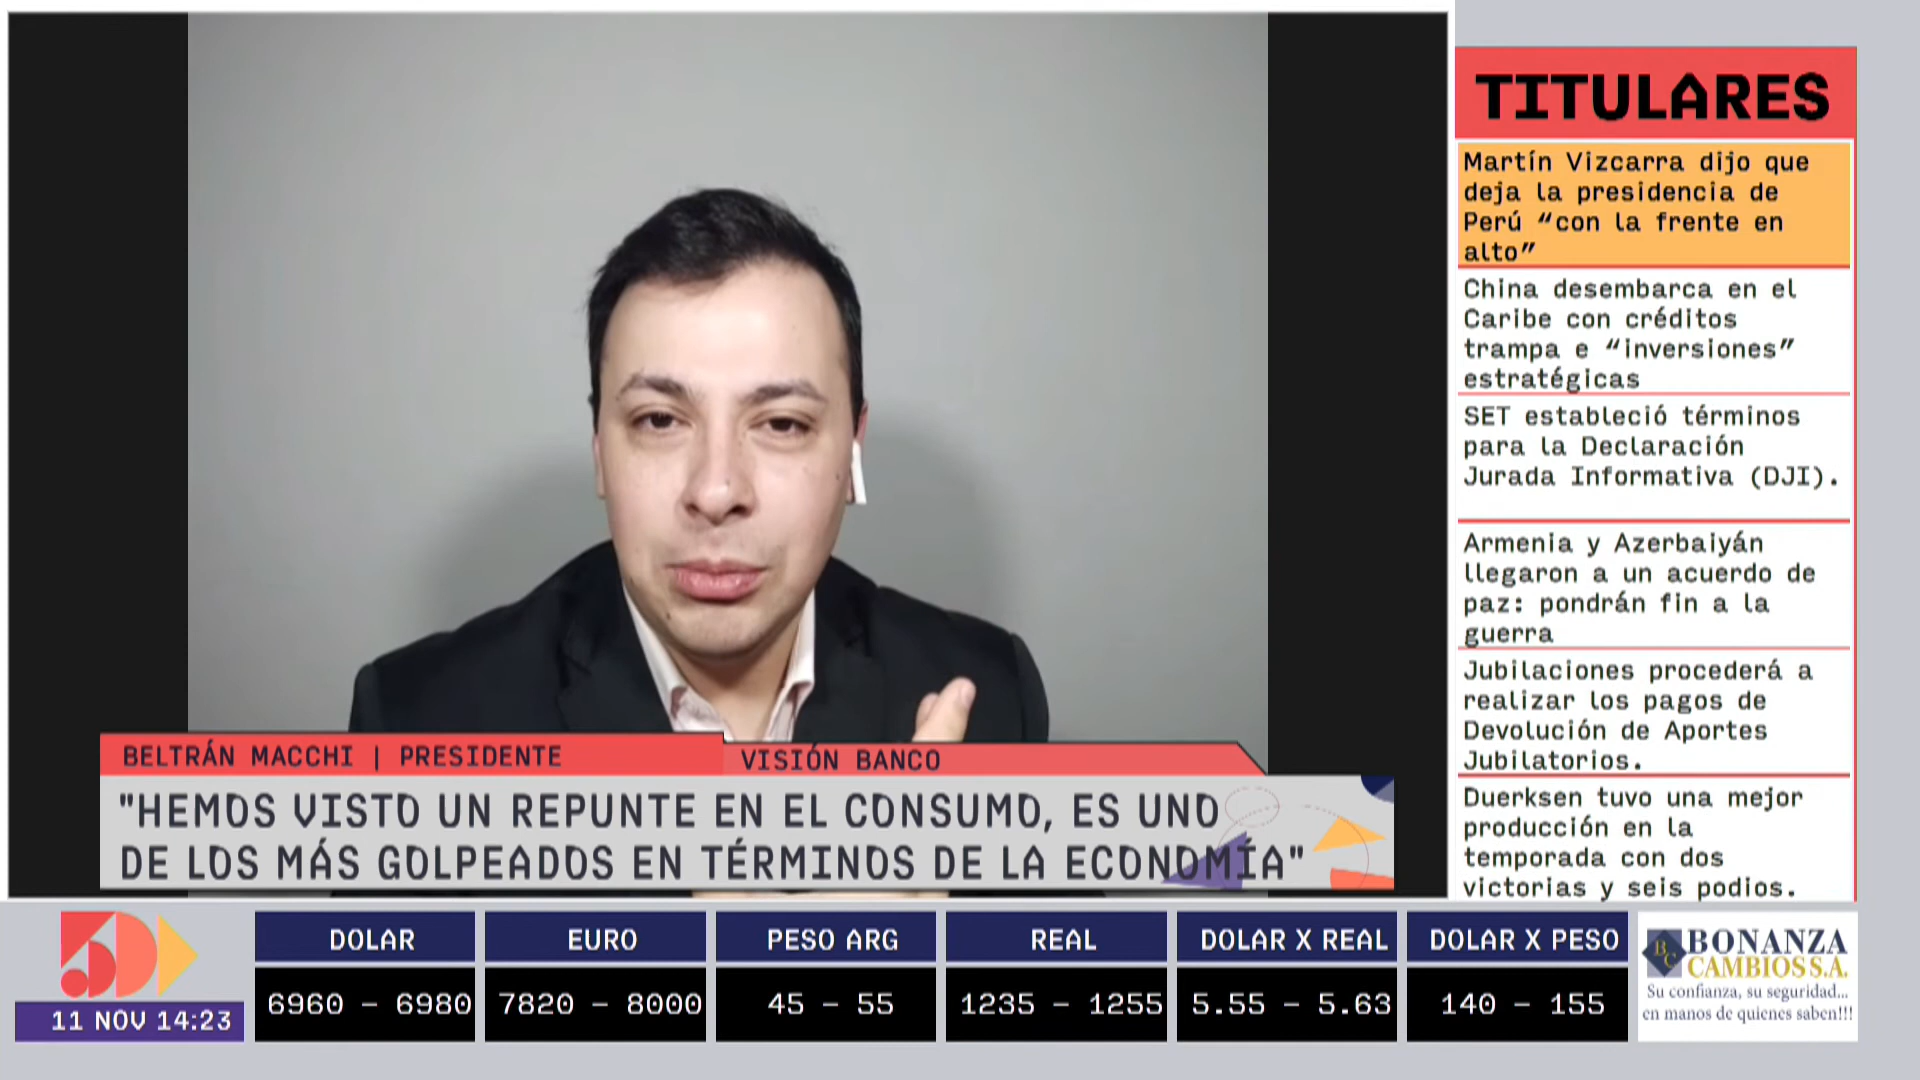 TITULARES
Martín Vizcarra dijo que
deja la presidencia de
Perú “con la frente en
alto”
China desembarca en el
Caribe con créditos
trampa e “inversiones”
estratégicas
SET estableció términos
para la Declaración
Jurada Informativa (DJI).
Armenia y Azerbaiyán
llegaron a un acuerdo de
paz: pondrán fin a la
guerra
Jubilaciones procederá a
realizar los pagos de
Devolución de Aportes
Jubilatorios.
Duerksen tuvo una mejor
producción en la
temporada con dos
victorias y seis podios.
BELTRÁN MACCHI | PRESIDENTE
VISIÓN BANCO
"HEMOS VISTO UN REPUNTE EN EL CONSUMO, ES UNO
DE LOS MÁS GOLPEADOS EN TÉRMINOS DE LA ECONOMÍA"
5D
11 NOV 14:23
DOLAR
6960 - 6980
EURO
7820 - 8000
PESO ARG
45 - 55
REAL
1235 - 1255
DOLAR X REAL
5.55 - 5.63
DOLAR X PESO
140 - 155
BC
BONANZA
CAMBIOS S.A.
Su confianza, su seguridad...
en manos de quienes saben!!!